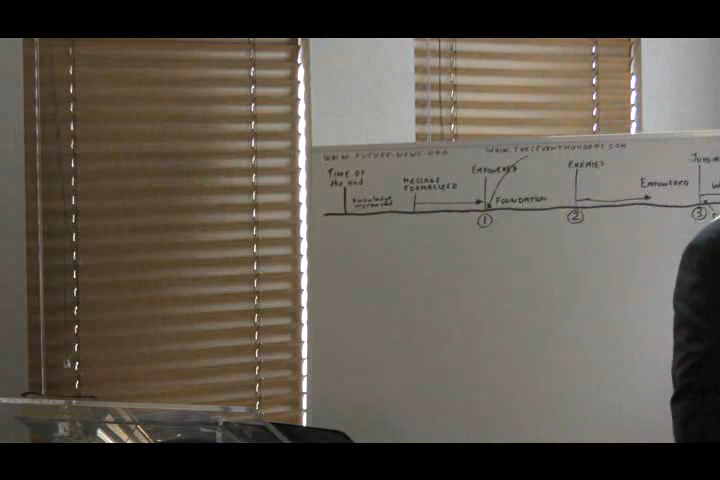 WWW.FUTURE-NEWS.ORG
WWW.THESEVENTHUNDERS.COM
TIME OF the end
knowledge increased
MESSAGE FORMALIZED
EMPOWERED
FOUNDATION
ENEMIES
EMPOWERED
1
2
3